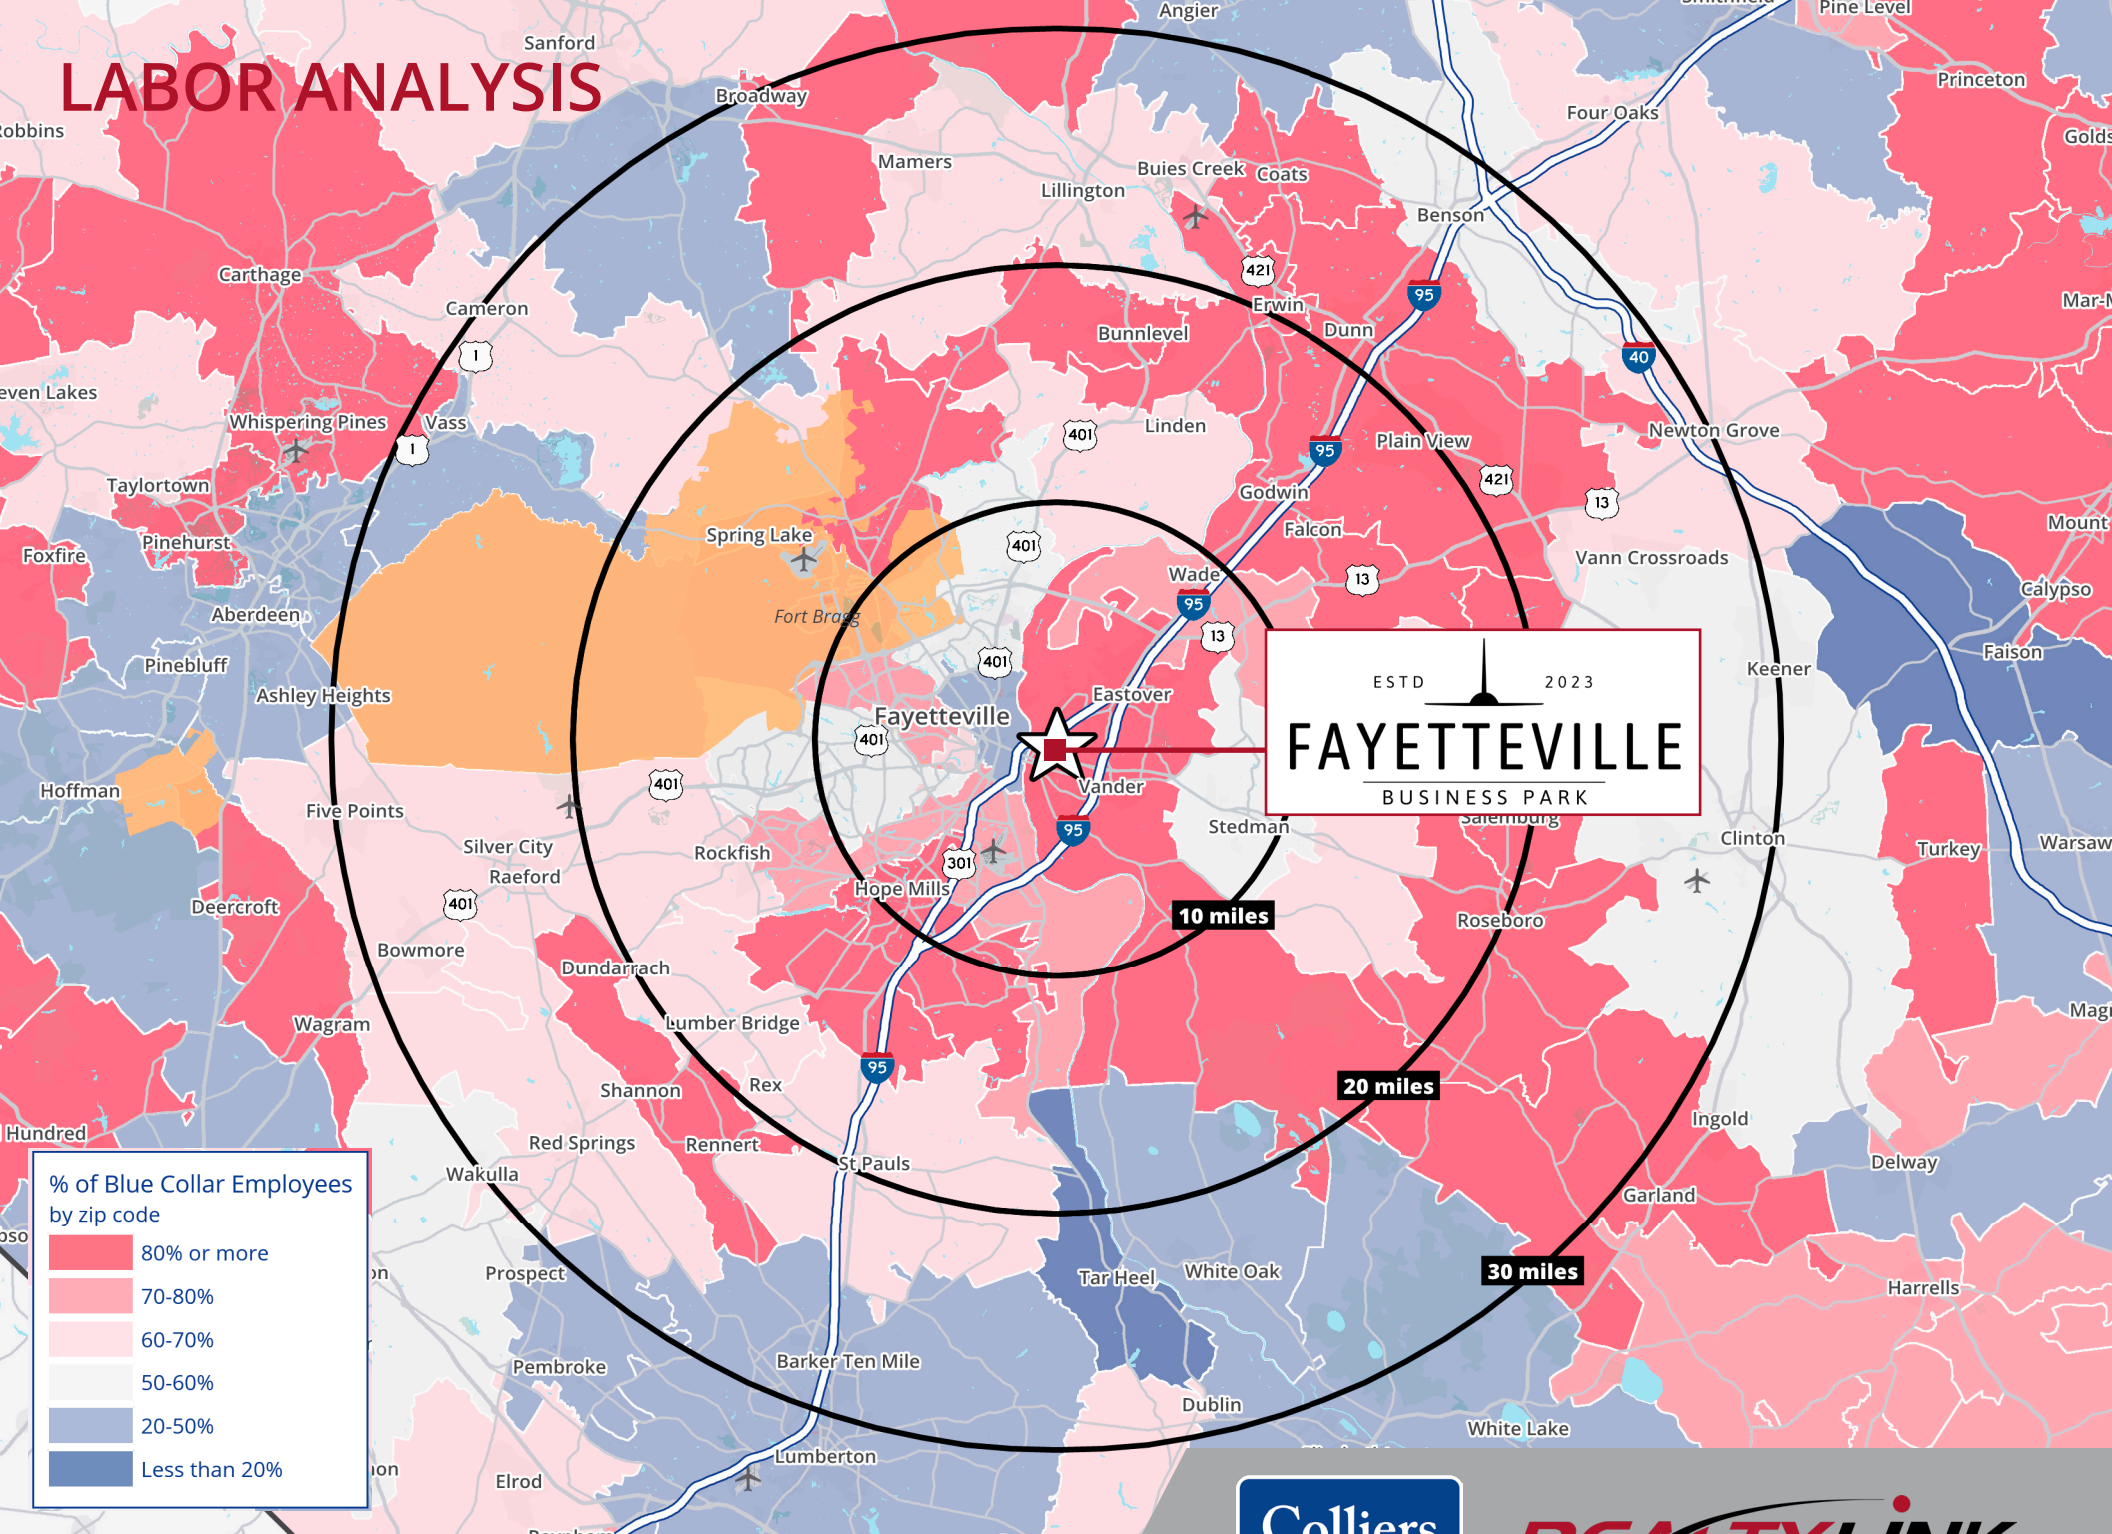 LABOR ANALYSIS
Angier
Pine Level
Sanford
Princeton
Broadway
Four Oaks
Robbins
Mamers
Buies Creek
Coats
Lillington
Benson
Carthage
421
95
Cameron
Erwin
Dunn
Bunnlevel
1
40
Whispering Pines
Vass
Linden
401
Plain View
Newton Grove
1
95
421
Taylortown
Godwin
13
Spring Lake
Falcon
Mount
Pinehurst
401
Foxfire
Wade
13
Vann Crossroads
Calypso
Aberdeen
Fort Bragg
95
13
Pinebluff
401
Faison
Keener
Ashley Heights
Eastover
Fayetteville
401
ESTD 2023
FAYETTEVILLE
BUSINESS PARK
Hoffman
401
Vander
Five Points
Salemburg
Stedman
95
Clinton
Warsaw
Silver City
Rockfish
301
Turkey
Raeford
Hope Mills
401
Deercroft
10 miles
Roseboro
Bowmore
Dundarrach
Wagram
Lumber Bridge
95
Rex
20 miles
Shannon
Ingold
Hundred
Red Springs
Rennert
St Pauls
Delway
Wakulla
Garland
Prospect
Tar Heel
White Oak
30 miles
Harrells
Pembroke
Barker Ten Mile
Dublin
White Lake
Lumberton
Elrod
% of Blue Collar Employees
by zip code
80% or more
70-80%
60-70%
50-60%
20-50%
Less than 20%
Colliers
REALTYLINK